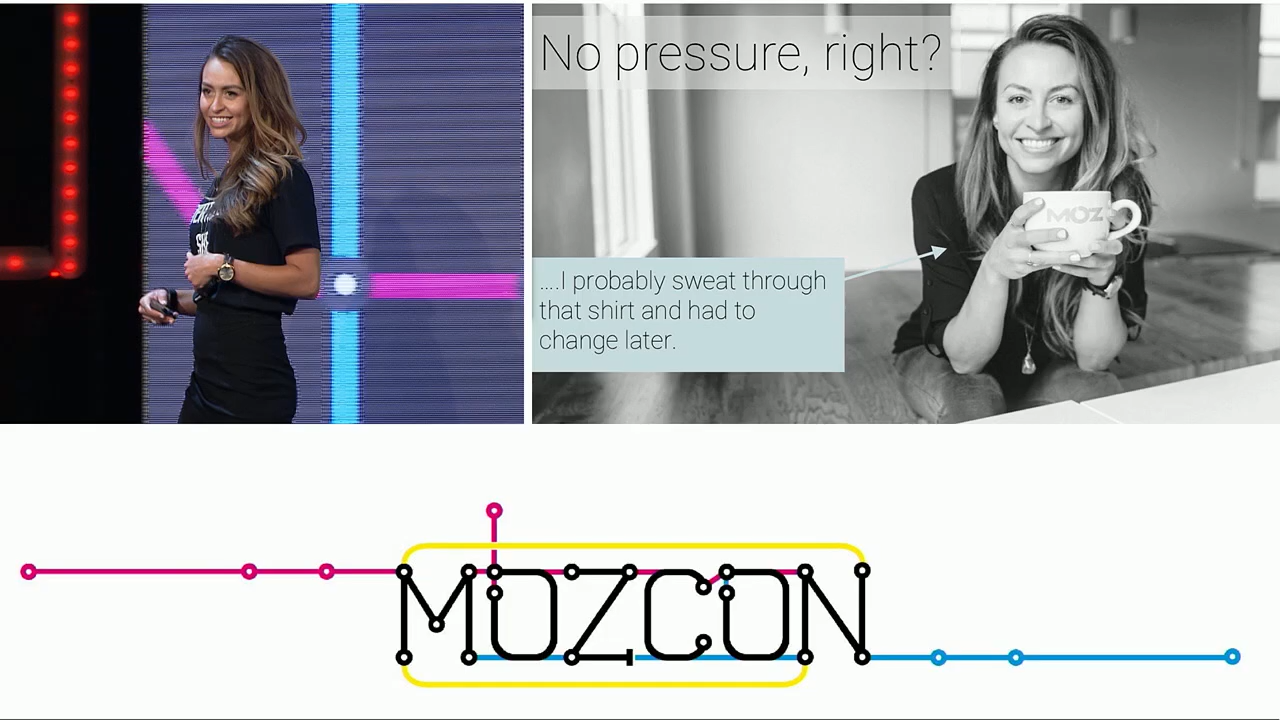 No pressure, right?
MOZ
....I probably sweat through
that shirt and had to
change later.
MOZCON